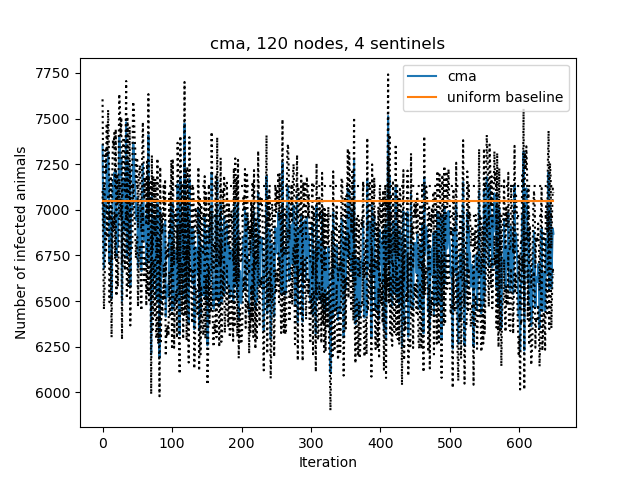 cma, 120 nodes, 4 sentinels
cma
uniform baseline
Number of infected animals
7750
7500
7250
7000
6750
6500
6250
6000
0 100 200 300 400 500 600
Iteration